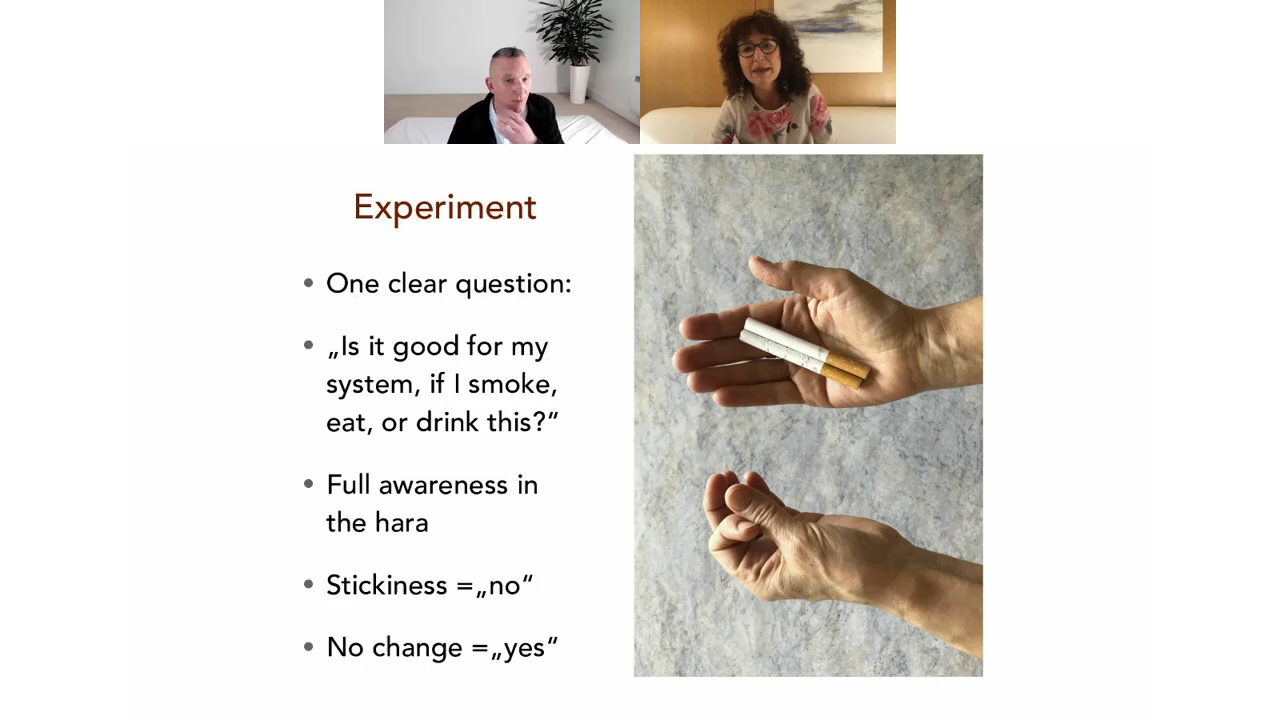 Experiment
• One clear question:
• „Is it good for my
system, if I smoke,
eat, or drink this?”
• Full awareness in
the hara
• Stickiness =„no“
• No change =„yes“